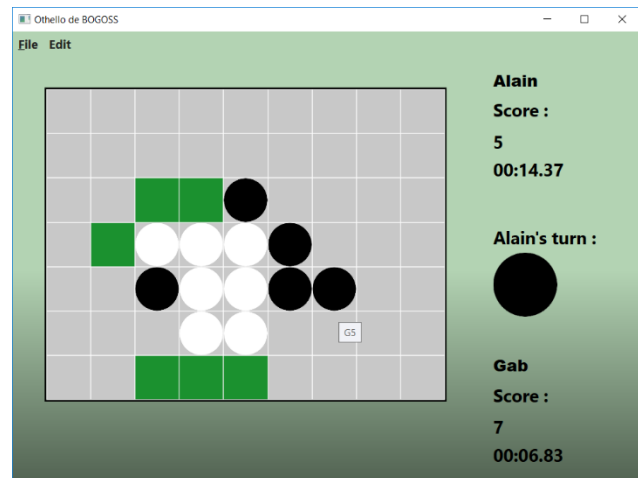 Othello de BOGOSS
File Edit
Alain
Score :
5
00:14.37
Alain's turn :
G5
Gab
Score :
7
00:06.83